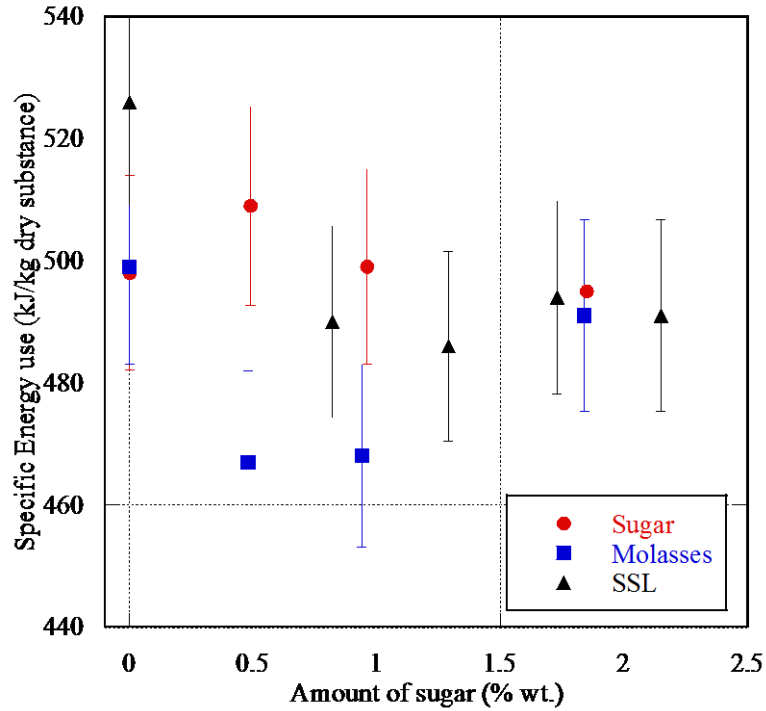 540
520
500
480
460
440
Specific Energy use (kJ/kg dry substance)
0
0.5
1
1.5
2
2.5
Amount of sugar (% wt.)
Sugar
Molasses
SSL